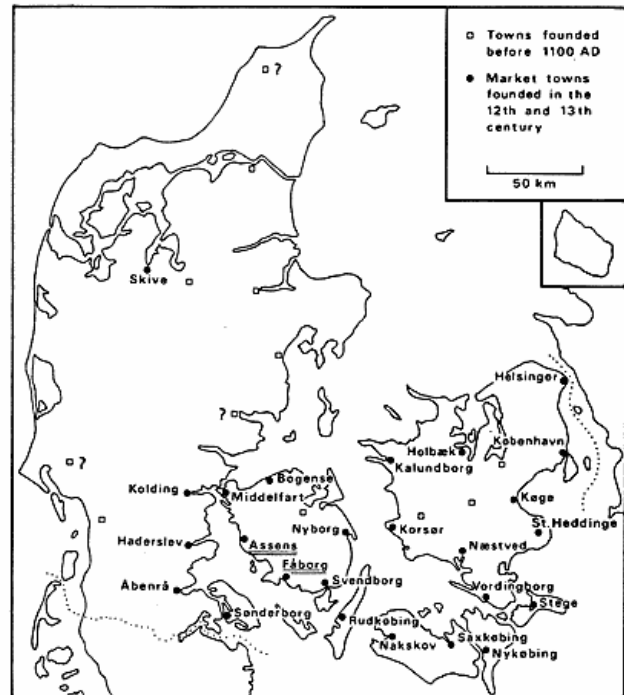 Towns founded
before 1100 AD
Market towns
founded in the
12th and 13th
century
50 km
?
Skive
Helsingør
?
Holbæk
København
?
Kalundborg
Bogense
Kolding
Middelfart
Køge
Nyborg
Korsør
St. Heddinge
Haderslev
Assens
Næstved
Fåborg
Svendborg
Åbenrå
Vordingborg
Stege
Sønderborg
Rudkøbing
Nakskov
Saxkøbing
Nykøbing